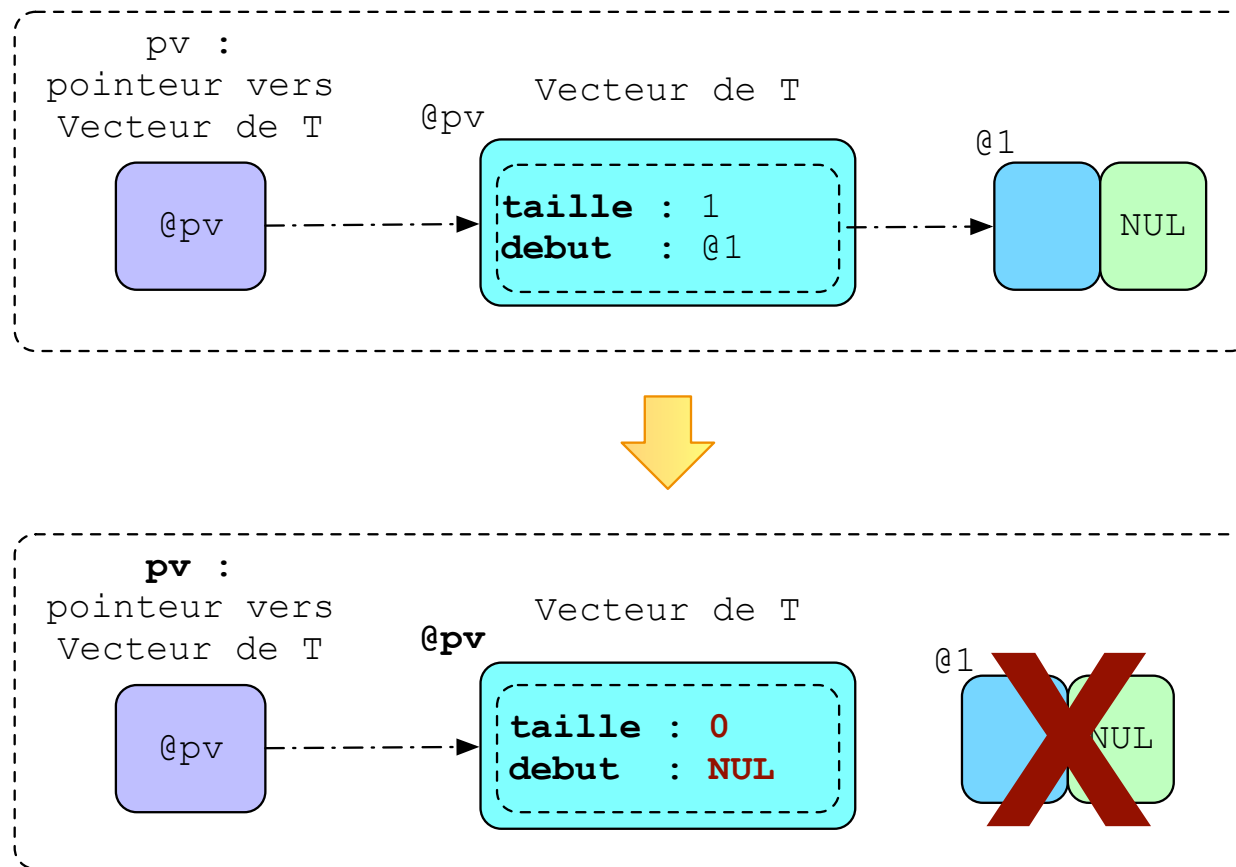 pv :
pointeur vers
Vecteur de T
@pv
@pv
Vecteur de T
taille : 1
debut : @1
@1
NUL
pv :
pointeur vers
Vecteur de T
@pv
@pv
Vecteur de T
taille : 0
debut : NUL
@1
NUL